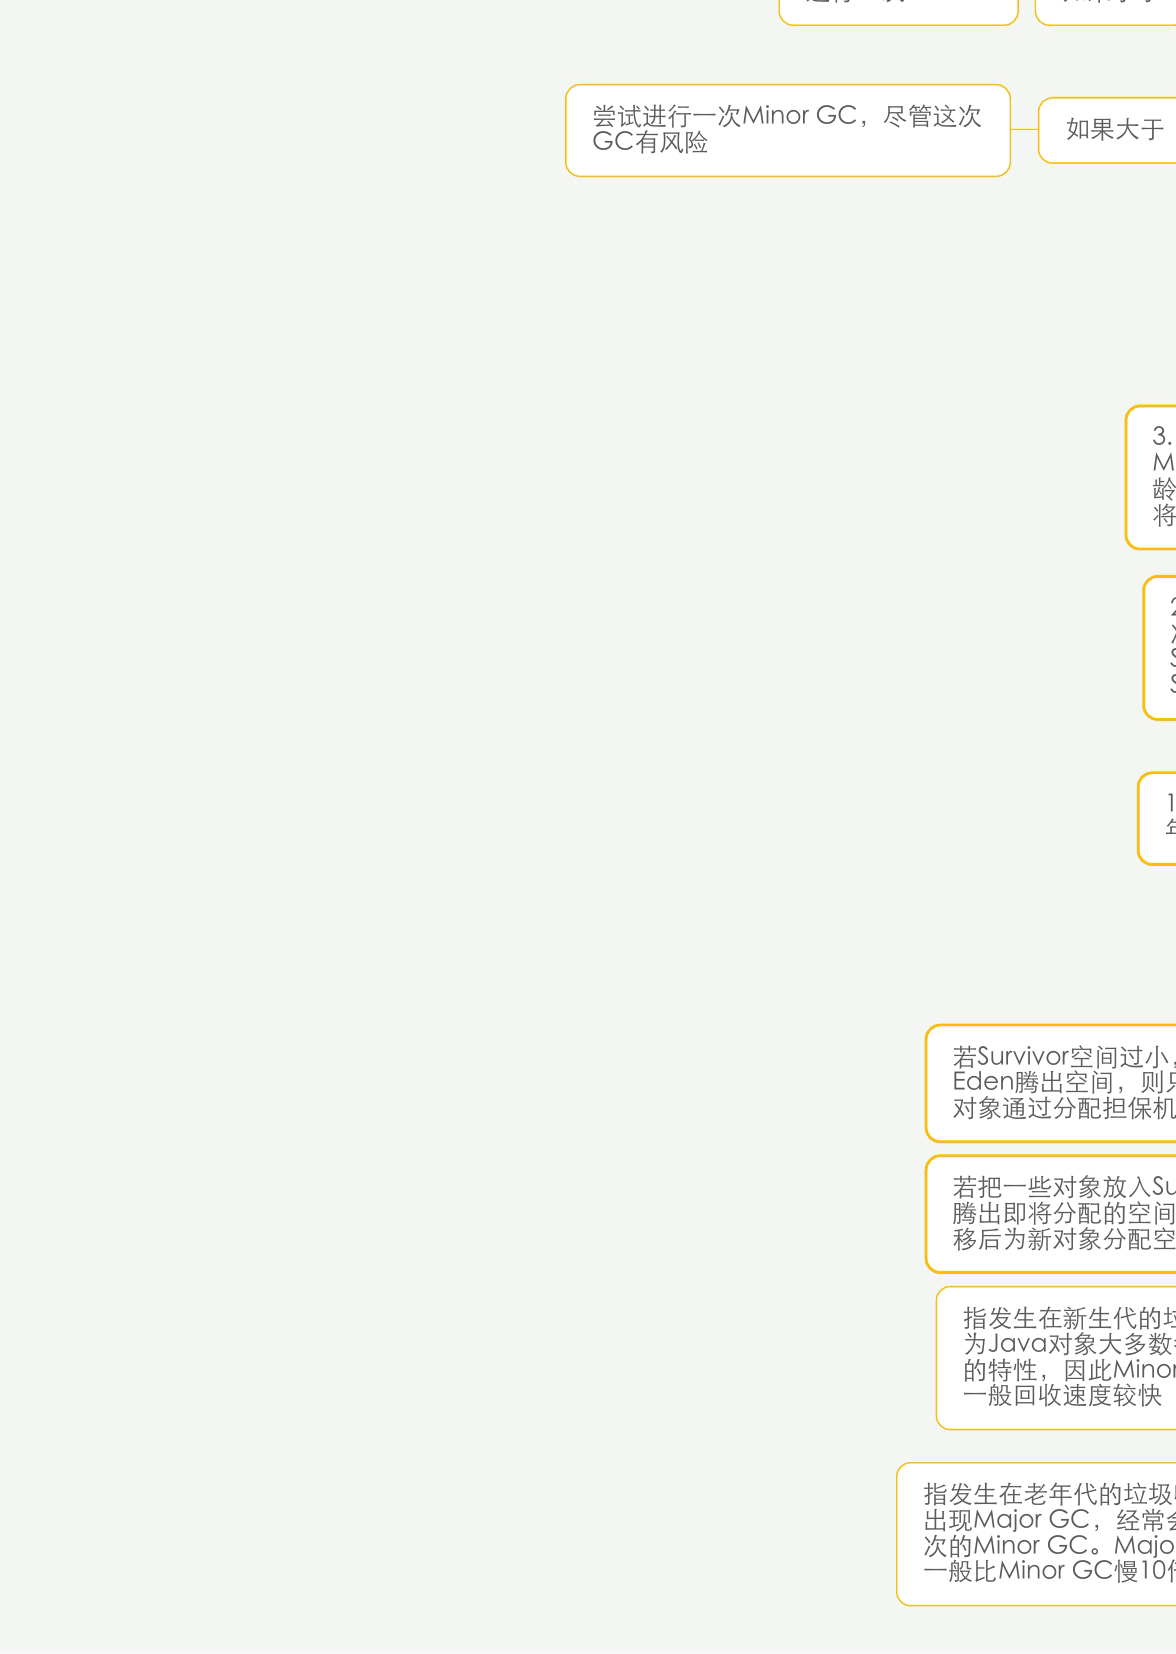 尝试进行一次Minor GC，尽管这次
GC有风险
如果大于
3.
M
龄
将
1
若Survivor空间过小，
Eden腾出空间，则
对象通过分配担保机
若把一些对象放入Su
腾出即将分配的空间
移后为新对象分配空
指发生在新生代的
为Java对象大多数
的特性，因此Minor
一般回收速度较快
指发生在老年代的垃圾
出现Major GC，经常会
次的Minor GC。Majo
一般比Minor GC慢10